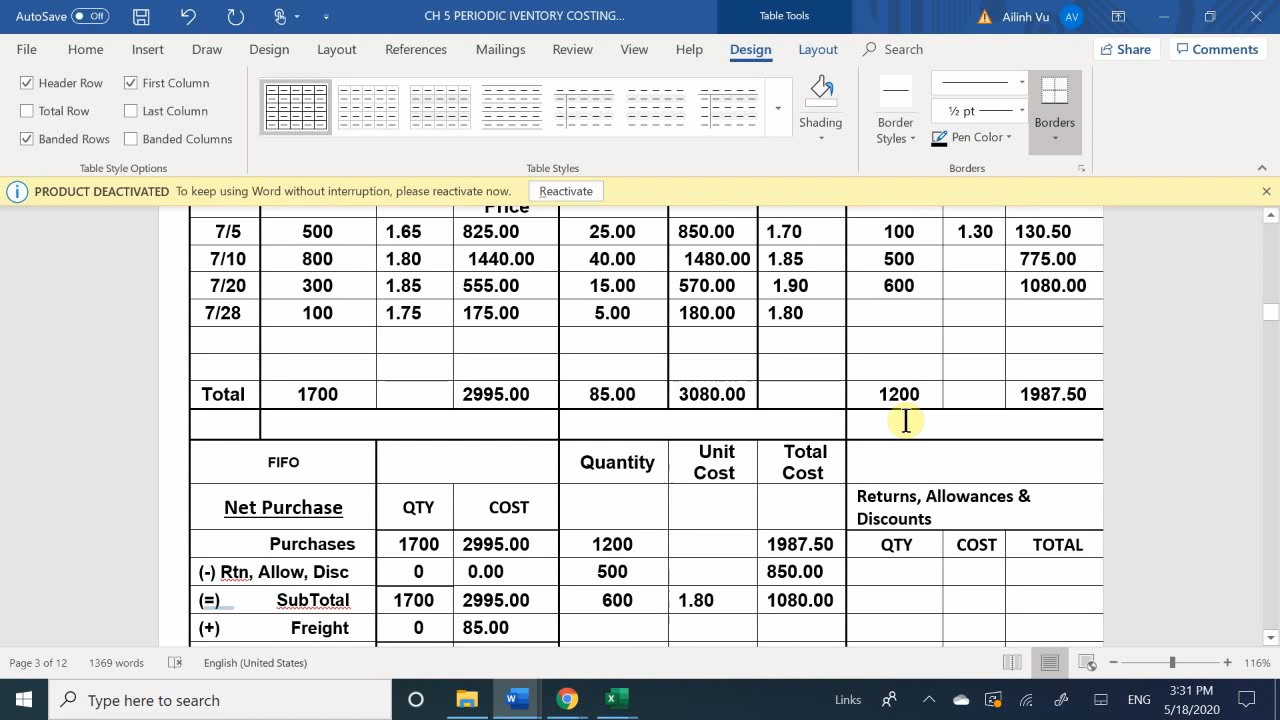 AutoSave Off CH 5 PERIODIC IVENTORY COSTING... Table Tools Ailinh Vu AV
File Home Insert Draw Design Layout References Mailings Review View Help Design Layout Search Share Comments
Header Row First Column
Total Row Last Column
Banded Rows Banded Columns
Table Style Options
Table Styles
Shading
Border Styles
½ pt
Pen Color
Borders
Borders
PRODUCT DEACTIVATED To keep using Word without interruption, please reactivate now. Reactivate
Price
7/5 500 1.65 825.00 25.00 850.00 1.70 100 1.30 130.50
7/10 800 1.80 1440.00 40.00 1480.00 1.85 500 775.00
7/20 300 1.85 555.00 15.00 570.00 1.90 600 1080.00
7/28 100 1.75 175.00 5.00 180.00 1.80
Total 1700 2995.00 85.00 3080.00 1200 1987.50
FIFO Quantity Unit Cost Total Cost
Net Purchase QTY COST Returns, Allowances & Discounts
Purchases 1700 2995.00 1200 1987.50 QTY COST TOTAL
(-) Rtn, Allow, Disc 0 0.00 500 850.00
(=) SubTotal 1700 2995.00 600 1.80 1080.00
(+) Freight 0 85.00
Page 3 of 12 1369 words English (United States) 116%
Type here to search Links ENG 3:31 PM
5/18/2020